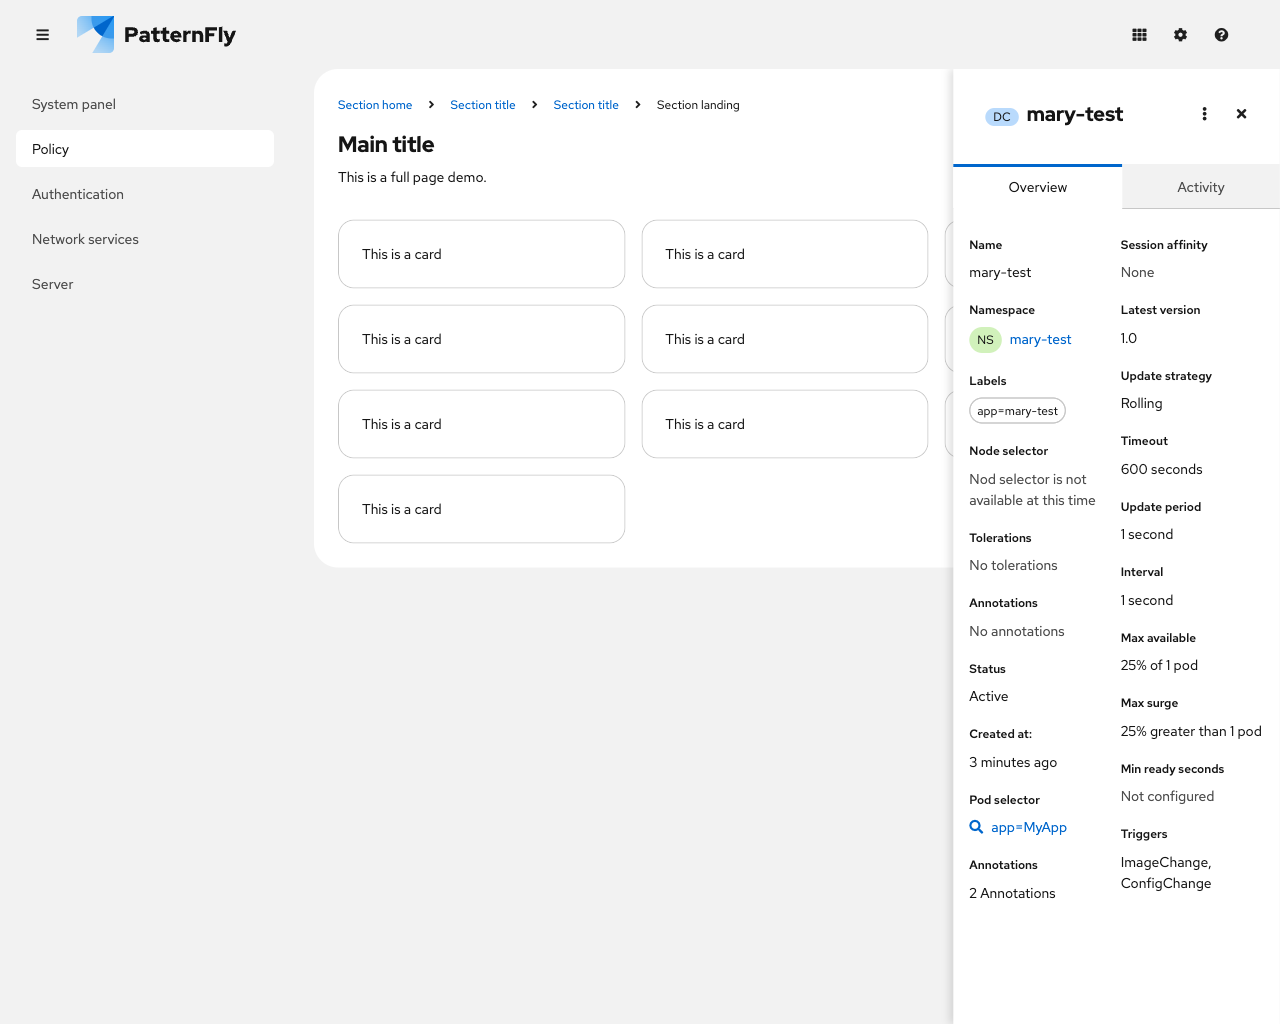 PatternFly
System panel
Policy
Authentication
Network services
Server
Section home
Section title
Section title
Section landing
Main title
This is a full page demo.
This is a card
This is a card
This is a card
This is a card
This is a card
This is a card
This is a card
DC mary-test
Overview
Activity
Name
mary-test
Namespace
NS mary-test
Labels
app=mary-test
Node selector
Nod selector is not
available at this time
Tolerations
No tolerations
Annotations
No annotations
Status
Active
Created at:
3 minutes ago
Pod selector
app=MyApp
Annotations
2 Annotations
Session affinity
None
Latest version
1.0
Update strategy
Rolling
Timeout
600 seconds
Update period
1 second
Interval
1 second
Max available
25% of 1 pod
Max surge
25% greater than 1 pod
Min ready seconds
Not configured
Triggers
ImageChange,
ConfigChange